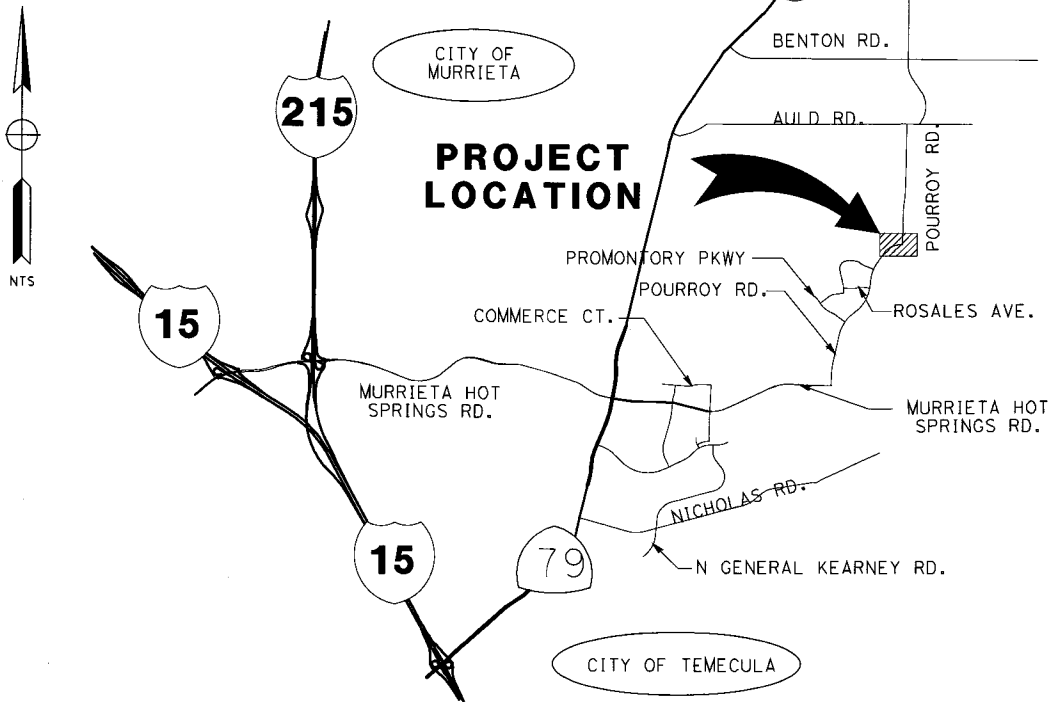 CITY OF
MURRIETA
BENTON RD.
215
AULD RD.
PROJECT
LOCATION
POURROY RD.
NTS
PROMONTORY PKWY
POURROY RD.
ROSALES AVE.
15
COMMERCE CT.
MURRIETA HOT
SPRINGS RD.
MURRIETA HOT
SPRINGS RD.
NICHOLAS RD.
15
79
N GENERAL KEARNEY RD.
CITY OF TEMECULA